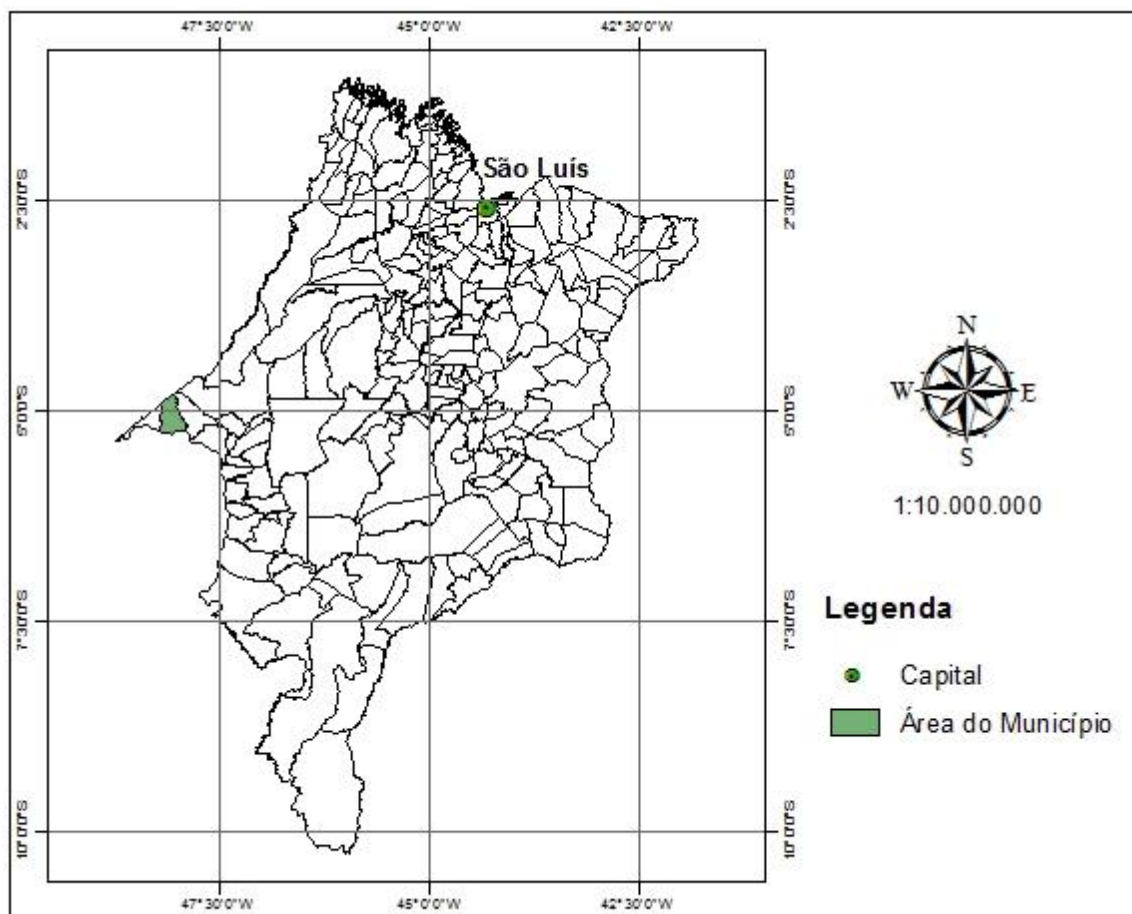 47°30'0"W 45°0'0"W 42°30'0"W
São Luís
2°30'0"S 2°30'0"S
5°0'0"S 5°0'0"S
7°30'0"S 7°30'0"S
10°0'0"S 10°0'0"S
47°30'0"W 45°0'0"W 42°30'0"W
N
W E
S
1:10.000.000
Legenda
Capital
Área do Município